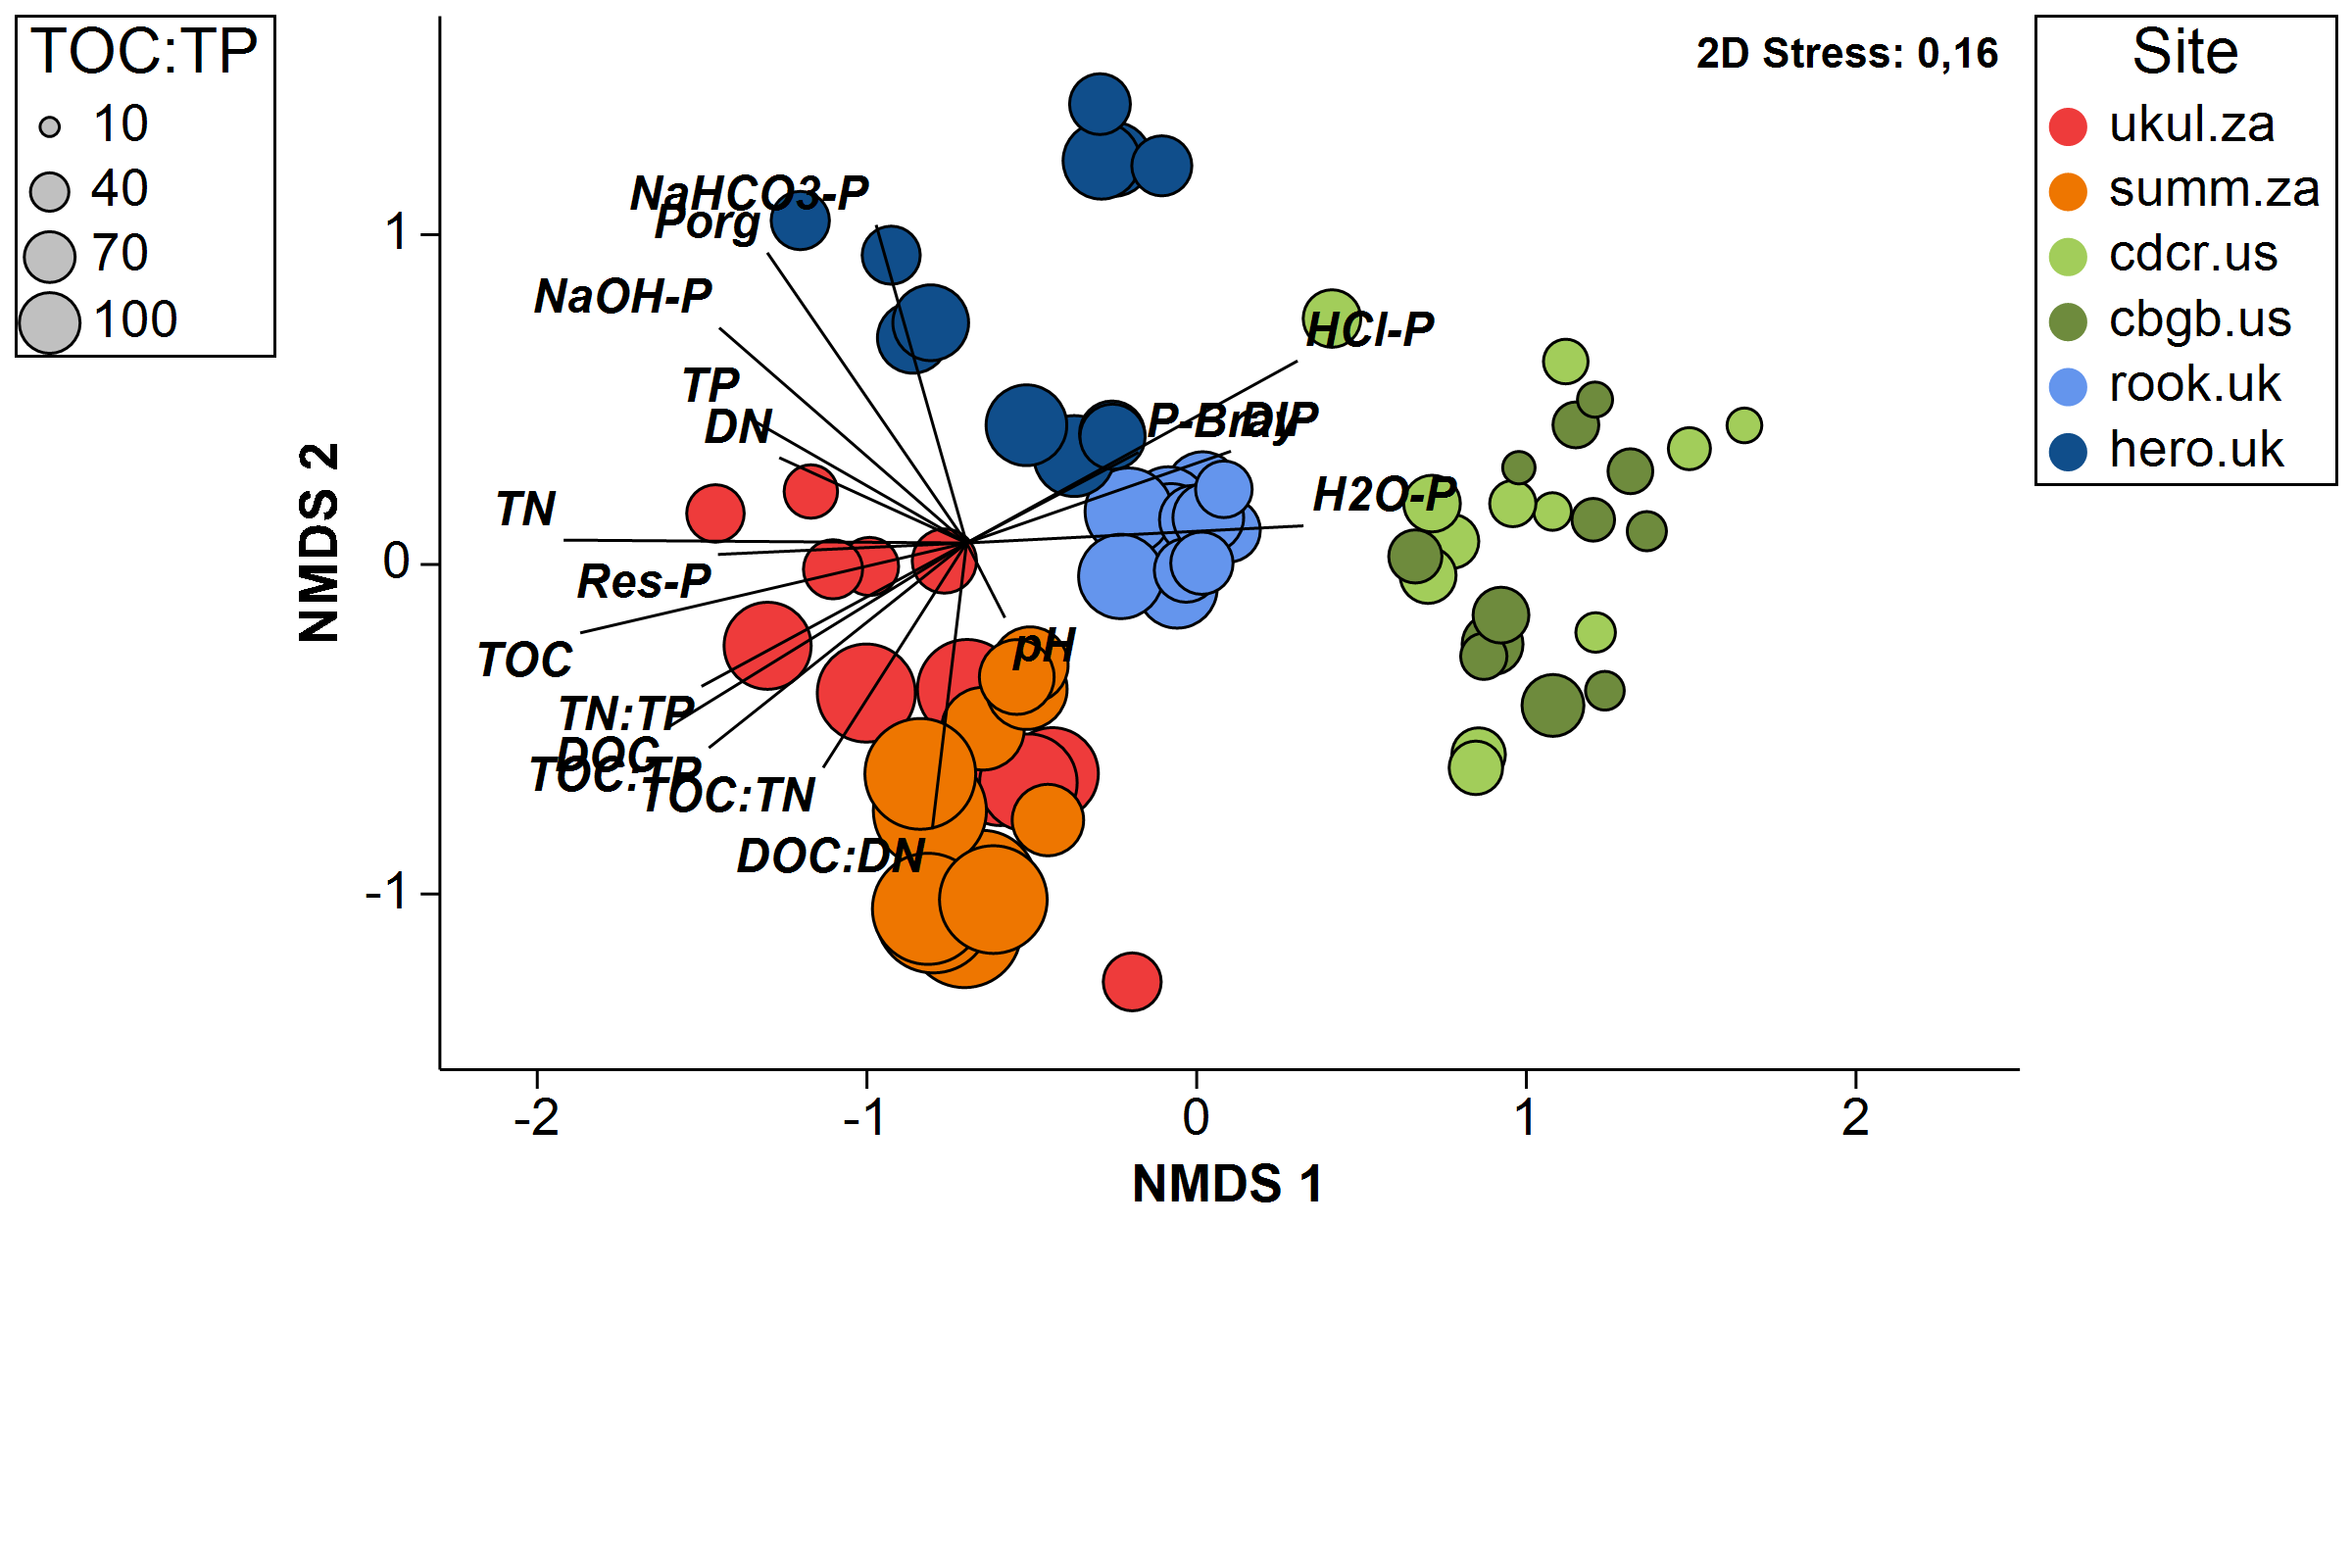 TOC:TP
10
40
70
100
2D Stress: 0,16
Site
ukul.za
summ.za
cdcr.us
cbgb.us
rook.uk
hero.uk
NMDS 2
1
0
-1
NaHCO3-P
Porg
NaOH-P
HCl-P
TP
DN
P-Bray
DIP
TN
H2O-P
Res-P
TOC
pH
TN:TP
DOC
TOC:TP
TOC:TN
DOC:DN
-2
-1
0
1
2
NMDS 1